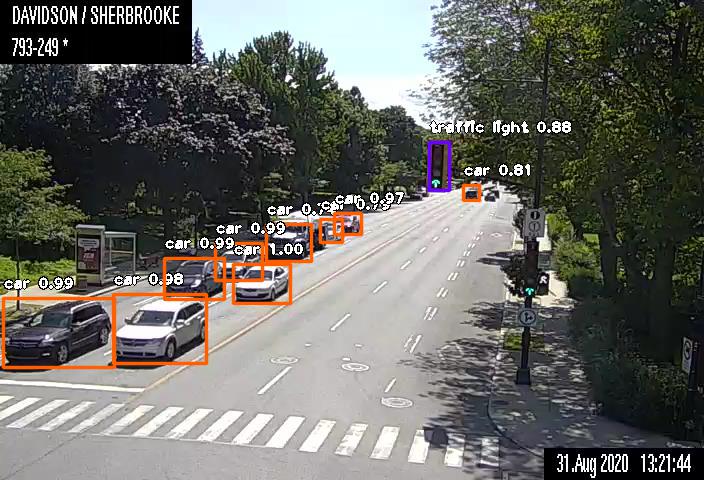 DAVIDSON / SHERBROOKE
793-249 *
traffic light 0.88
car 0.81
car 0.97
car 0.99
car 1.00
car 0.99
car 0.98
car 0.99
31.Aug 2020 13:21:44